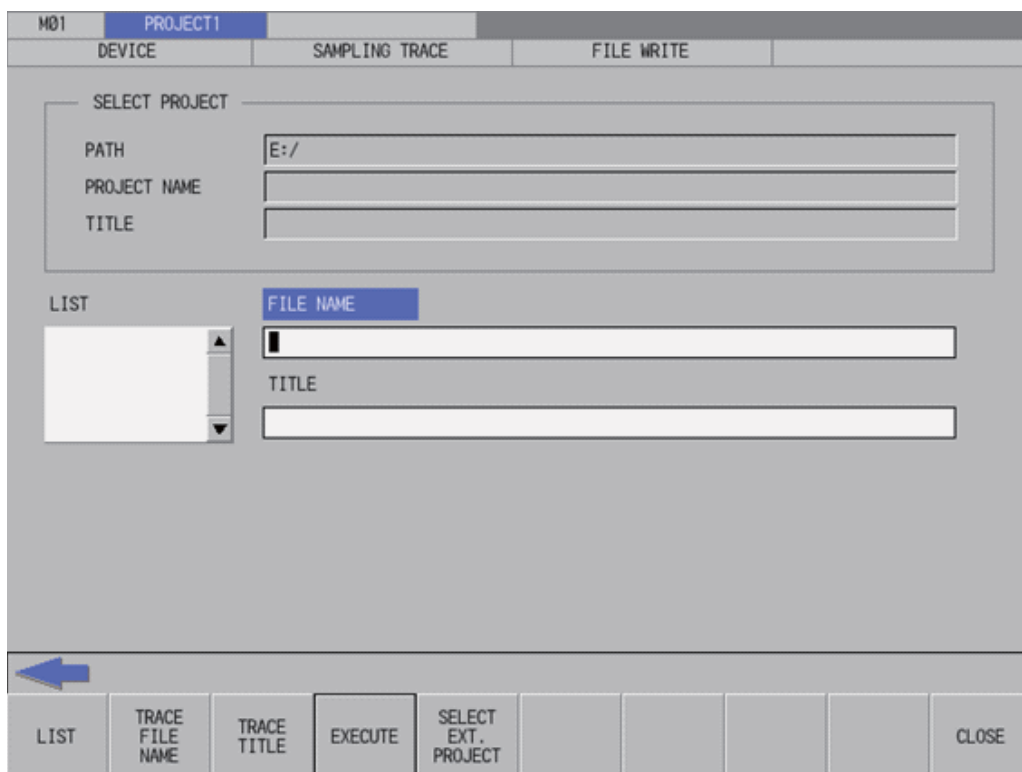 MØ1 PROJECT1
DEVICE SAMPLING TRACE FILE WRITE
SELECT PROJECT
PATH E:/
PROJECT NAME
TITLE
LIST FILE NAME
TITLE
LIST
TRACE
FILE
NAME
TRACE
TITLE
EXECUTE
SELECT
EXT.
PROJECT
CLOSE